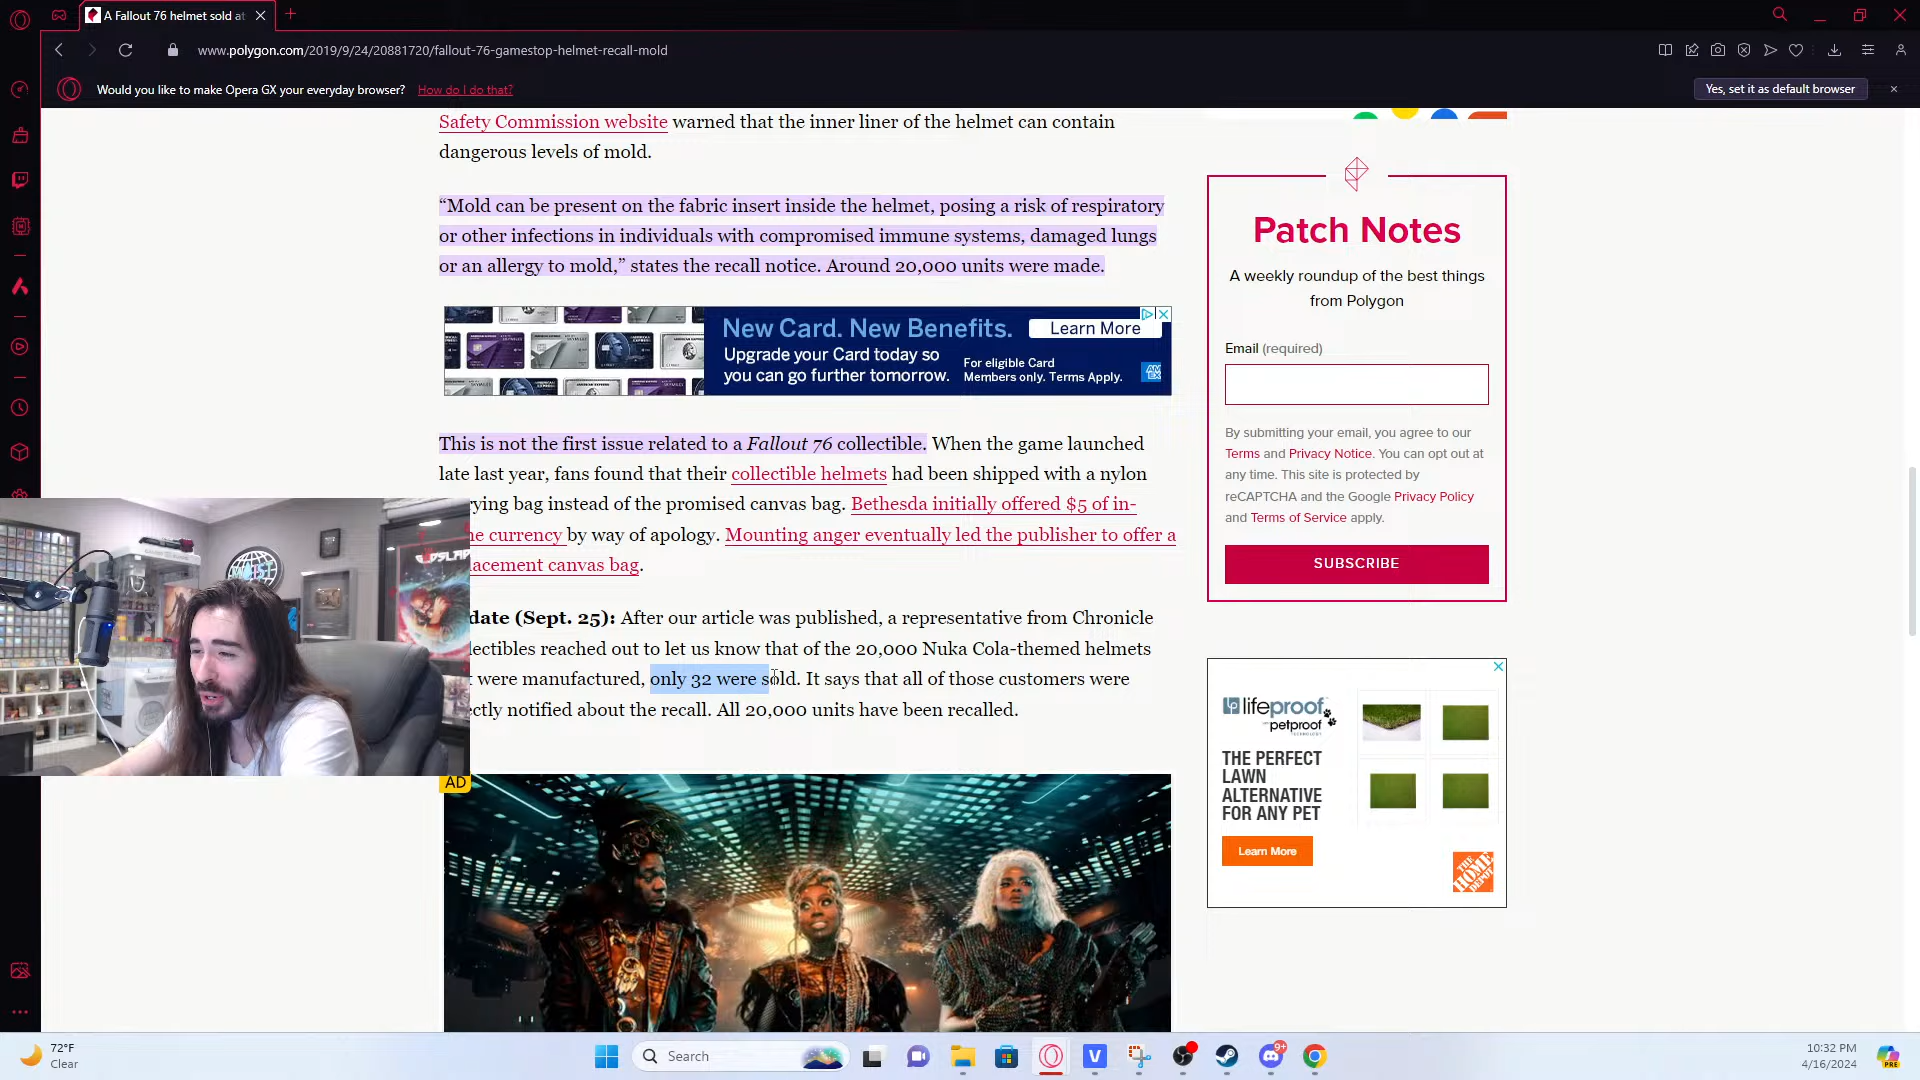 A Fallout 76 helmet sold at
www.polygon.com/2019/9/24/20881720/fallout-76-gamestop-helmet-recall-mold
Would you like to make Opera GX your everyday browser? How do I do that?
Yes, set it as default browser
Safety Commission website warned that the inner liner of the helmet can contain
dangerous levels of mold.
“Mold can be present on the fabric insert inside the helmet, posing a risk of respiratory
or other infections in individuals with compromised immune systems, damaged lungs
or an allergy to mold,” states the recall notice. Around 20,000 units were made.
New Card. New Benefits.
Learn More
Upgrade your Card today so
you can go further tomorrow.
For eligible Card
Members only. Terms Apply.
AM
EX
This is not the first issue related to a Fallout 76 collectible. When the game launched
late last year, fans found that their collectible helmets had been shipped with a nylon
rying bag instead of the promised canvas bag. Bethesda initially offered $5 of in-
e currency by way of apology. Mounting anger eventually led the publisher to offer a
lacement canvas bag.
date (Sept. 25): After our article was published, a representative from Chronicle
lectibles reached out to let us know that of the 20,000 Nuka Cola-themed helmets
t were manufactured, only 32 were sold. It says that all of those customers were
ctly notified about the recall. All 20,000 units have been recalled.
AD
Patch Notes
A weekly roundup of the best things
from Polygon
Email (required)
By submitting your email, you agree to our
Terms and Privacy Notice. You can opt out at
any time. This site is protected by
reCAPTCHA and the Google Privacy Policy
and Terms of Service apply.
SUBSCRIBE
lifeproof
petproof
THE PERFECT
LAWN
ALTERNATIVE
FOR ANY PET
Learn More
THE HOME DEPOT
72°F
Clear
Search
9+
10:32 PM
4/16/2024
PRE